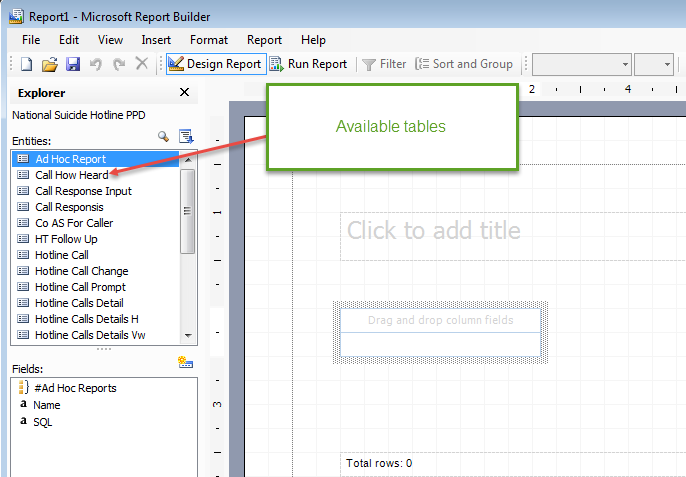 Report1 - Microsoft Report Builder
File Edit View Insert Format Report Help
Design Report Run Report Filter Sort and Group
Explorer
National Suicide Hotline PPD
Entities:
Ad Hoc Report
Call How Heard
Call Response Input
Call Responsis
Co AS For Caller
HT Follow Up
Hotline Call
Hotline Call Change
Hotline Call Prompt
Hotline Calls Detail
Hotline Calls Details H
Hotline Calls Details Vw
Fields:
#Ad Hoc Reports
a Name
a SQL
Available tables
2 4
1
3
Click to add title
Drag and drop column fields
Total rows: 0